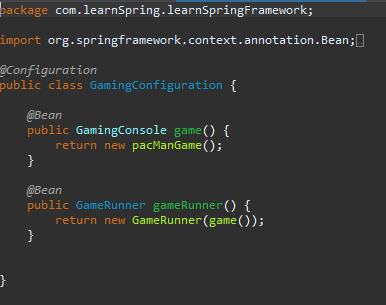 package com.learnSpring.learnSpringFramework;
import org.springframework.context.annotation.Bean;
@Configuration
public class GamingConfiguration {
@Bean
public GamingConsole game() {
return new pacManGame();
}
@Bean
public GameRunner gameRunner() {
return new GameRunner(game());
}
}